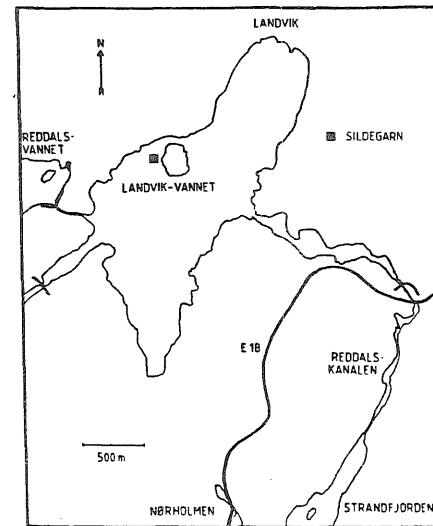 LANDVIK
N
REDDALS-
VANNET
SILDEGARN
LANDVIK-VANNET
E 18
REDDALS-
KANALEN
500 m
NØRHOLMEN
STRANDFJORDEN